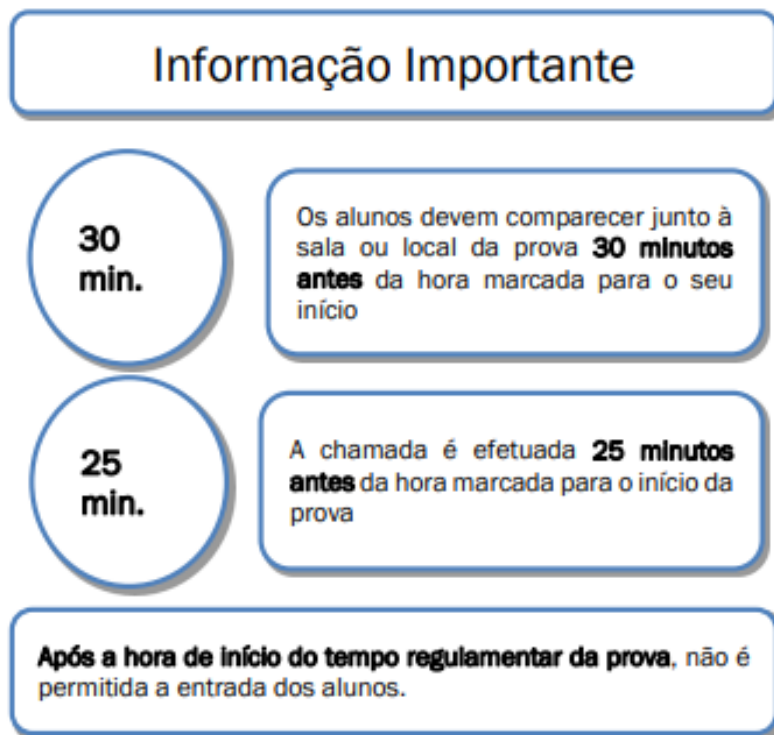 Informação Importante
30
min.
Os alunos devem comparecer junto à
sala ou local da prova 30 minutos
antes da hora marcada para o seu
início
25
min.
A chamada é efetuada 25 minutos
antes da hora marcada para o início da
prova
Após a hora de início do tempo regulamentar da prova, não é
permitida a entrada dos alunos.